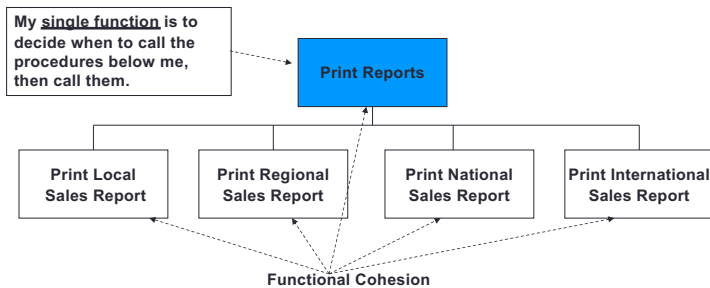 My single function is to
decide when to call the
procedures below me,
then call them.
Print Reports
Print Local
Sales Report
Print Regional
Sales Report
Print National
Sales Report
Print International
Sales Report
Functional Cohesion